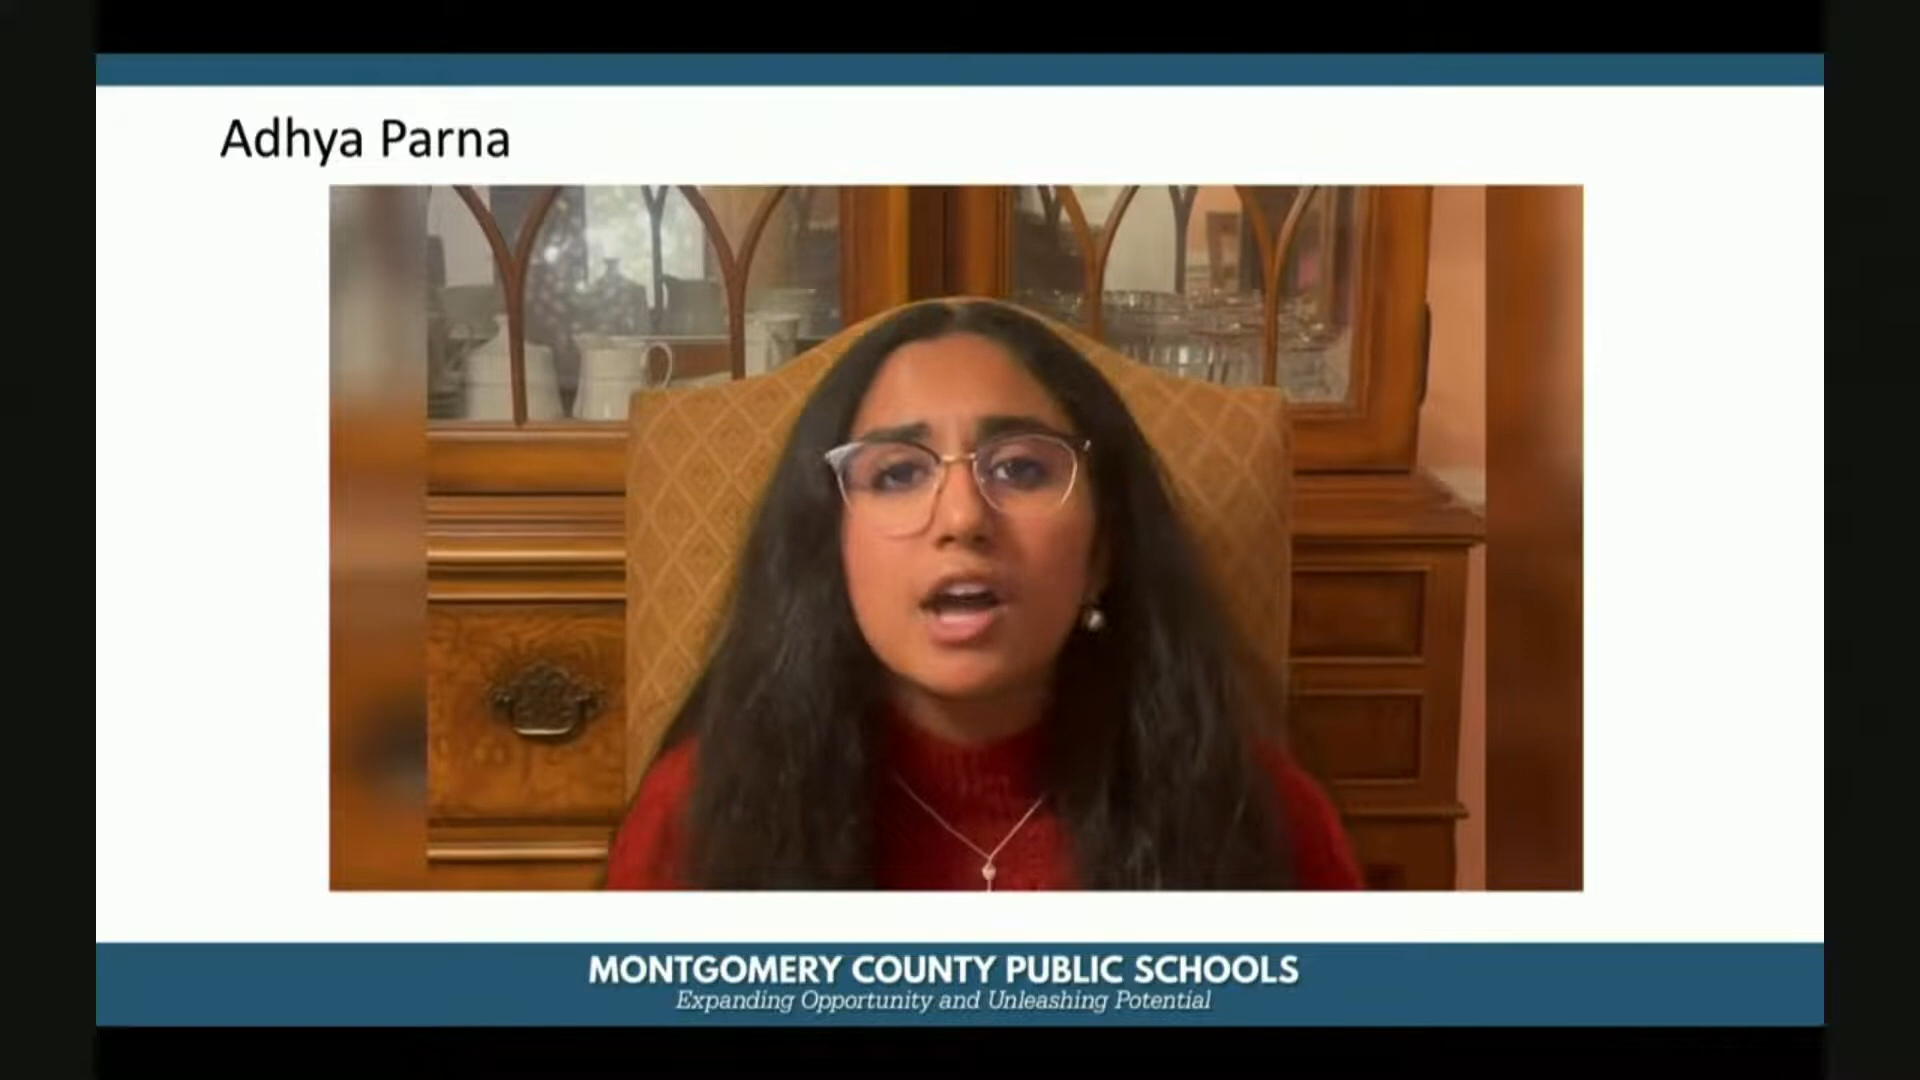 Adhya Parna
MONTGOMERY COUNTY PUBLIC SCHOOLS
Expanding Opportunity and Unleashing Potential